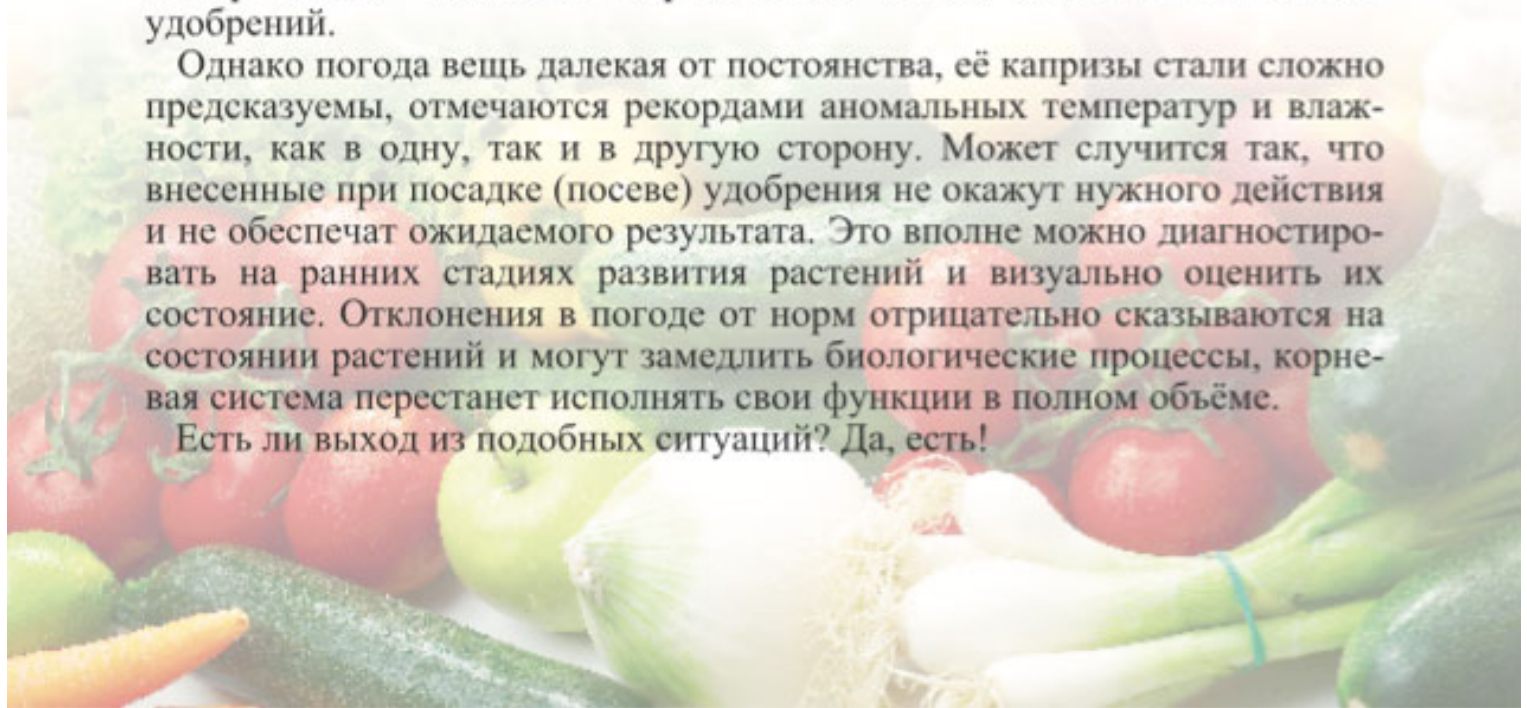 удобрений.
Однако погода вещь далекая от постоянства, её капризы стали сложно
предсказуемы, отмечаются рекордами аномальных температур и влаж-
ности, как в одну, так и в другую сторону. Может случится так, что
внесенные при посадке (посеве) удобрения не окажут нужного действия
и не обеспечат ожидаемого результата. Это вполне можно диагностиро-
вать на ранних стадиях развития растений и визуально оценить их
состояние. Отклонения в погоде от норм отрицательно сказываются на
состоянии растений и могут замедлить биологические процессы, корне-
вая система перестанет исполнять свои функции в полном объёме.
Есть ли выход из подобных ситуаций? Да, есть!